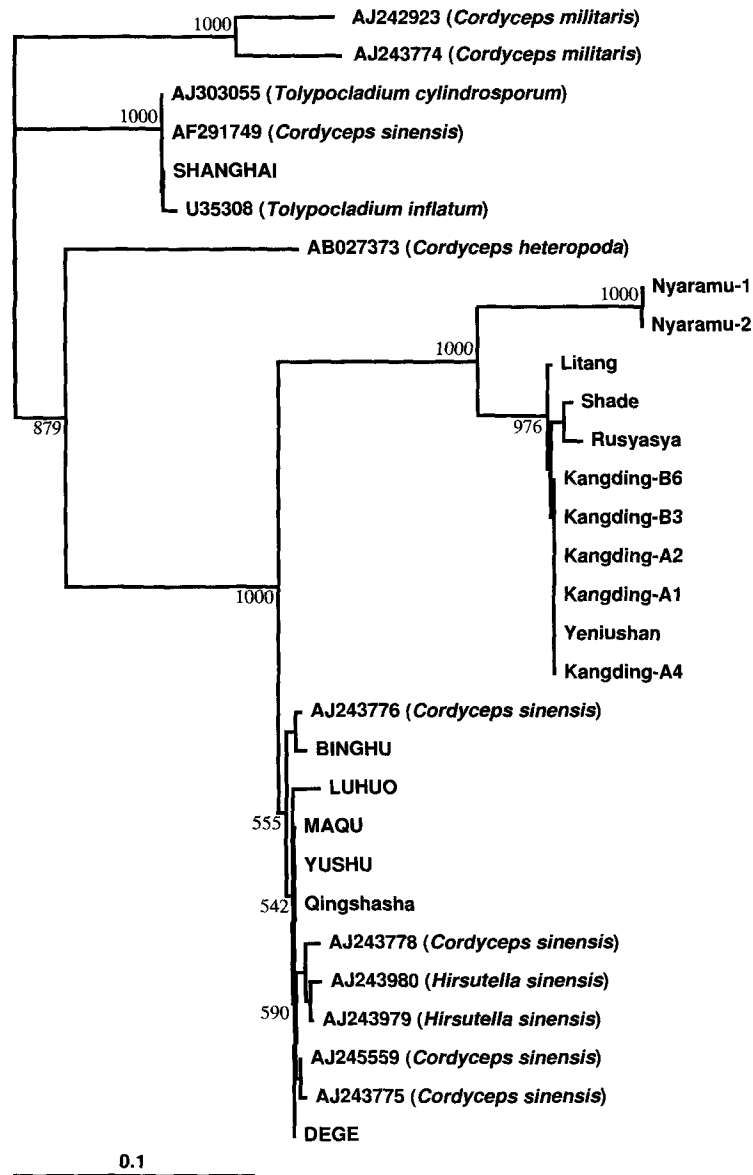 1000
AJ242923 (Cordyceps militaris)
AJ243774 (Cordyceps militaris)
AJ303055 (Tolypocladium cylindrosporum)
1000
AF291749 (Cordyceps sinensis)
SHANGHAI
U35308 (Tolypocladium inflatum)
AB027373 (Cordyceps heteropoda)
Nyaramu-1
1000
Nyaramu-2
1000
Litang
Shade
879
976
Rusyasya
Kangding-B6
Kangding-B3
Kangding-A2
Kangding-A1
1000
Yeniushan
Kangding-A4
AJ243776 (Cordyceps sinensis)
BINGHU
LUHUO
555
MAQU
YUSHU
542
Qingshasha
AJ243778 (Cordyceps sinensis)
AJ243980 (Hirsutella sinensis)
590
AJ243979 (Hirsutella sinensis)
AJ245559 (Cordyceps sinensis)
AJ243775 (Cordyceps sinensis)
DEGE
0.1